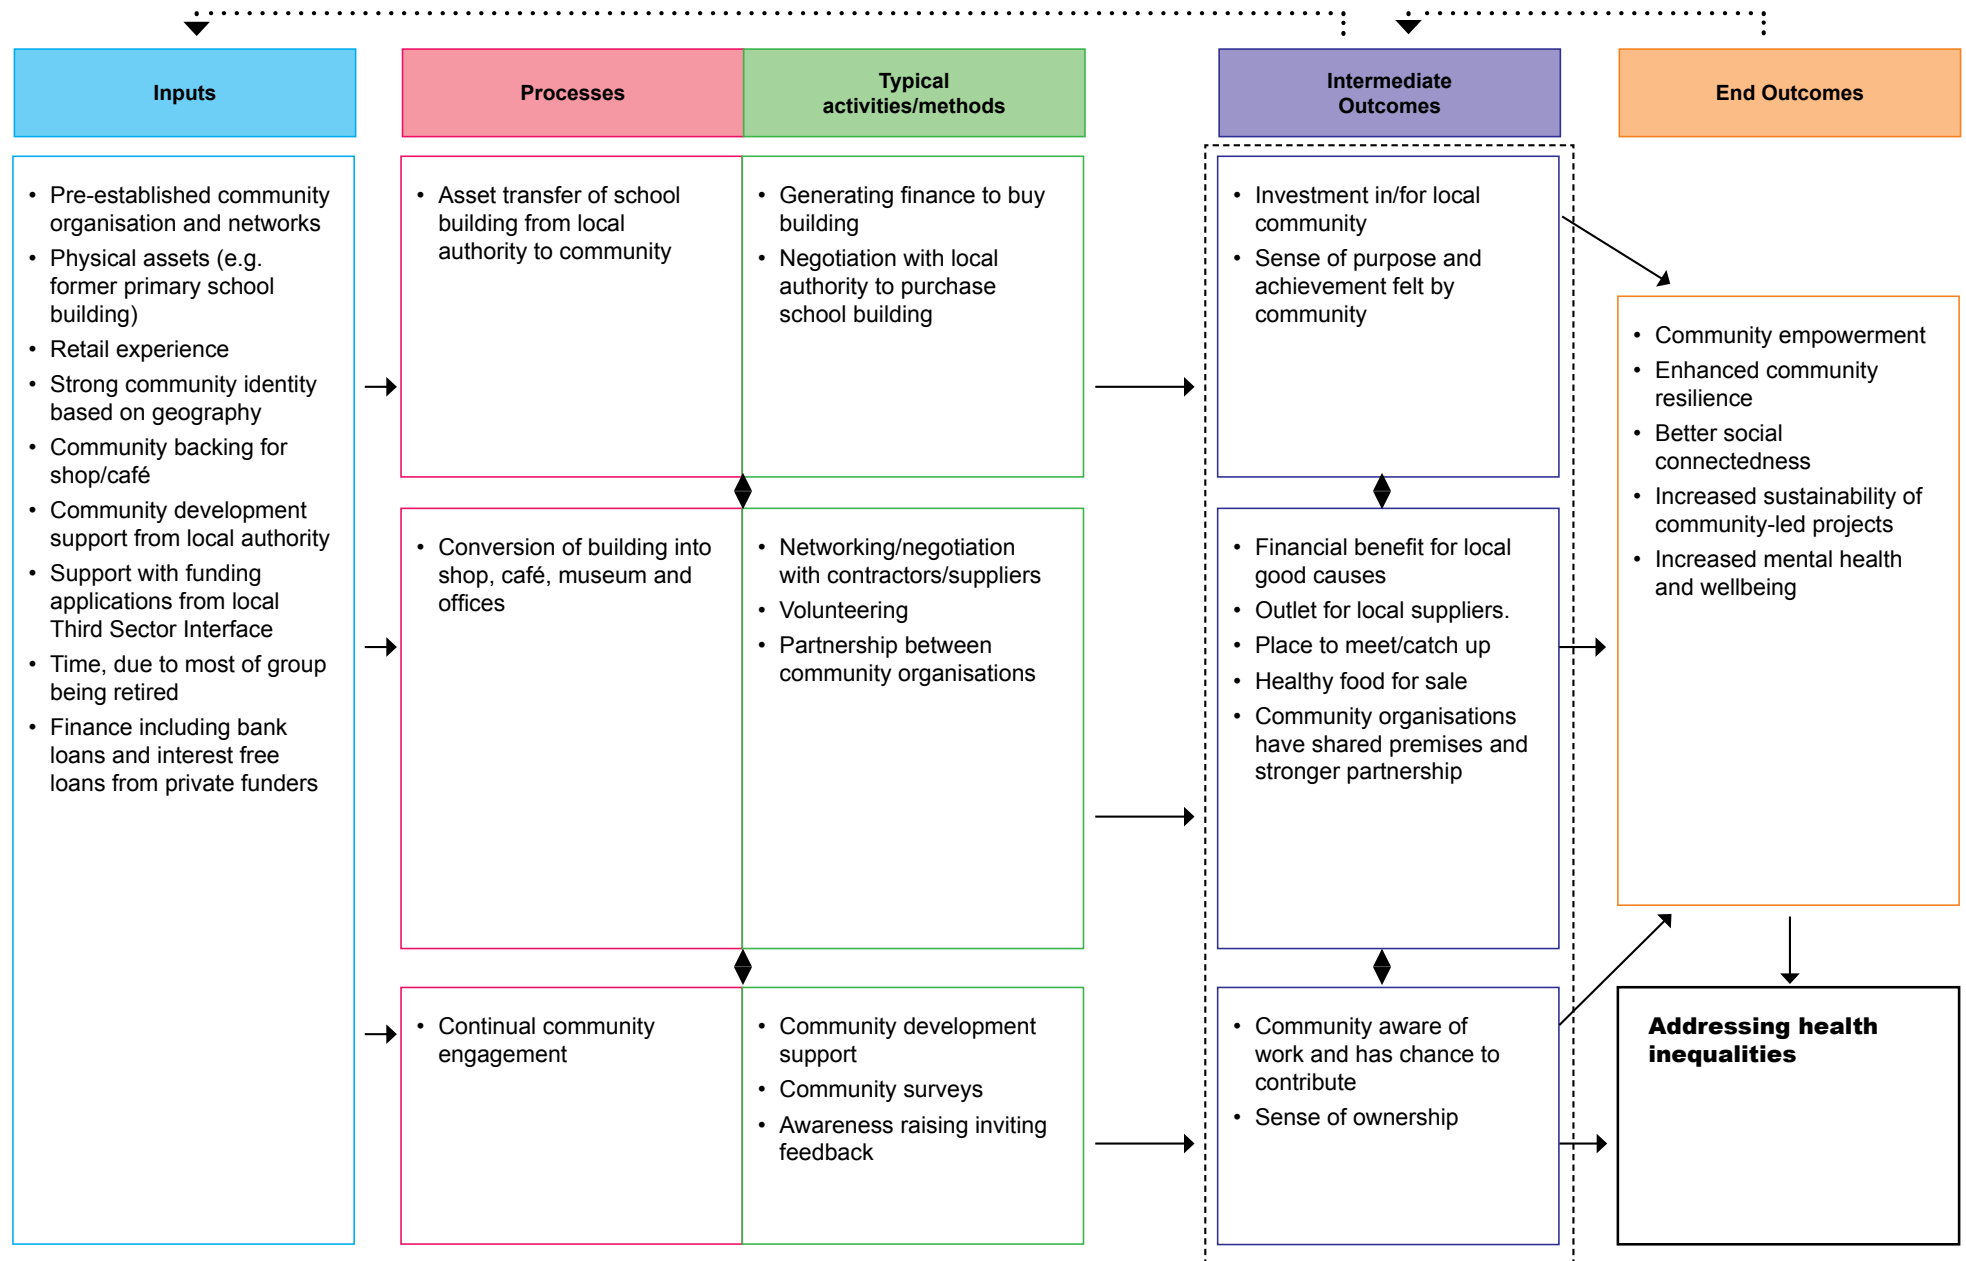 Inputs
Processes
Typical
activities/methods
Intermediate
Outcomes
End Outcomes
• Pre-established community
organisation and networks
• Physical assets (e.g.
former primary school
building)
• Retail experience
• Strong community identity
based on geography
• Community backing for
shop/café
• Community development
support from local authority
• Support with funding
applications from local
Third Sector Interface
• Time, due to most of group
being retired
• Finance including bank
loans and interest free
loans from private funders
• Asset transfer of school
building from local
authority to community
• Generating finance to buy
building
• Negotiation with local
authority to purchase
school building
• Investment in/for local
community
• Sense of purpose and
achievement felt by
community
• Conversion of building into
shop, café, museum and
offices
• Networking/negotiation
with contractors/suppliers
• Volunteering
• Partnership between
community organisations
• Financial benefit for local
good causes
• Outlet for local suppliers.
• Place to meet/catch up
• Healthy food for sale
• Community organisations
have shared premises and
stronger partnership
• Continual community
engagement
• Community development
support
• Community surveys
• Awareness raising inviting
feedback
• Community aware of
work and has chance to
contribute
• Sense of ownership
• Community empowerment
• Enhanced community
resilience
• Better social
connectedness
• Increased sustainability of
community-led projects
• Increased mental health
and wellbeing
Addressing health
inequalities